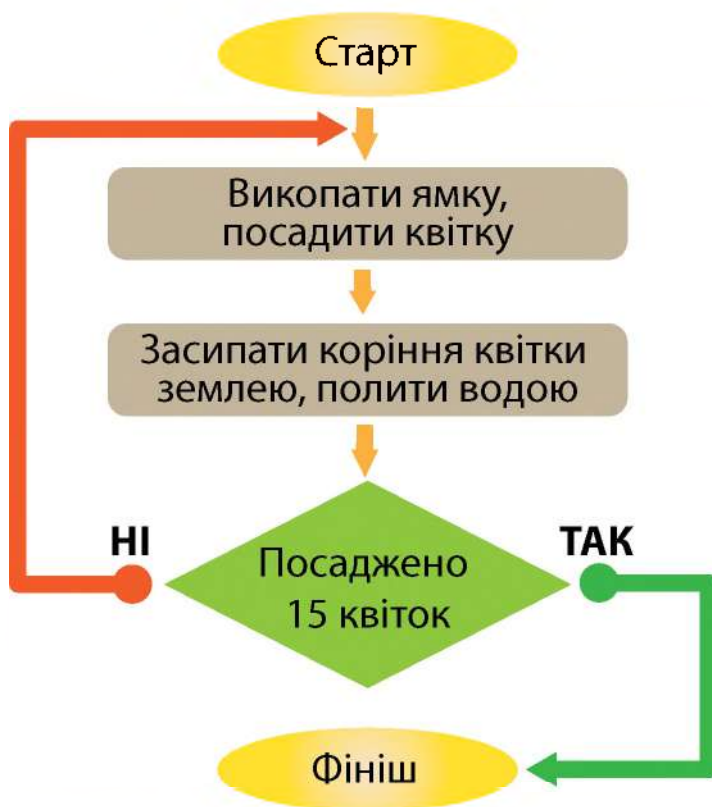 Старт
Викопати ямку,
посадити квітку
Засипати коріння квітки
землею, полити водою
НІ
ТАК
Посаджено
15 квіток
Фініш